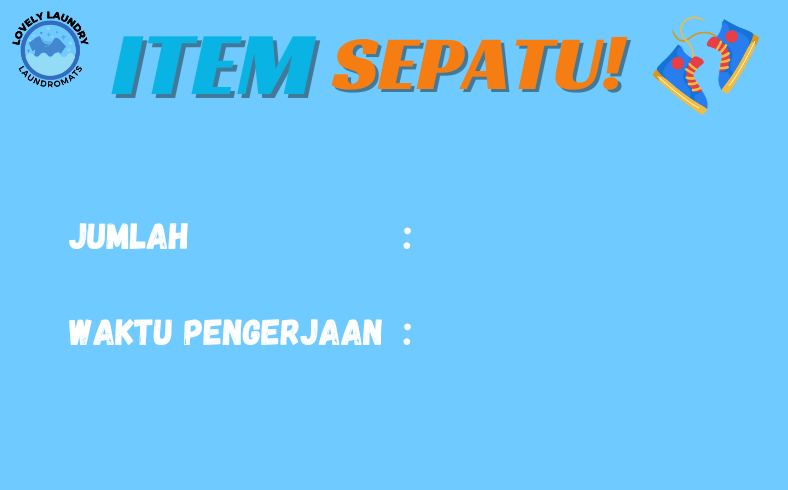 LOVELY LAUNDRY
LAUNDROMATS
ITEM SEPATU!
JUMLAH :
WAKTU PENGERJAAN :